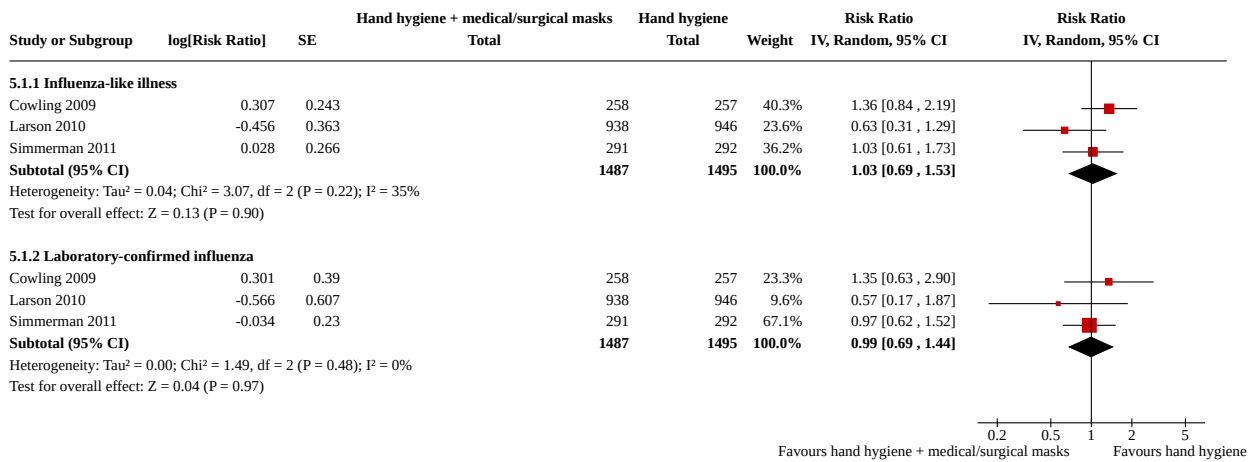 Hand hygiene + medical/surgical masks Hand hygiene Risk Ratio Risk Ratio
Study or Subgroup log[Risk Ratio] SE Total Total Weight IV, Random, 95% CI IV, Random, 95% CI
5.1.1 Influenza-like illness
Cowling 2009 0.307 0.243 258 257 40.3% 1.36 [0.84 , 2.19]
Larson 2010 -0.456 0.363 938 946 23.6% 0.63 [0.31 , 1.29]
Simmerman 2011 0.028 0.266 291 292 36.2% 1.03 [0.61 , 1.73]
Subtotal (95% CI) 1487 1495 100.0% 1.03 [0.69 , 1.53]
Heterogeneity: Tau² = 0.04; Chi² = 3.07, df = 2 (P = 0.22); I² = 35%
Test for overall effect: Z = 0.13 (P = 0.90)
5.1.2 Laboratory-confirmed influenza
Cowling 2009 0.301 0.39 258 257 23.3% 1.35 [0.63 , 2.90]
Larson 2010 -0.566 0.607 938 946 9.6% 0.57 [0.17 , 1.87]
Simmerman 2011 -0.034 0.23 291 292 67.1% 0.97 [0.62 , 1.52]
Subtotal (95% CI) 1487 1495 100.0% 0.99 [0.69 , 1.44]
Heterogeneity: Tau² = 0.00; Chi² = 1.49, df = 2 (P = 0.48); I² = 0%
Test for overall effect: Z = 0.04 (P = 0.97)
0.2 0.5 1 2 5
Favours hand hygiene + medical/surgical masks Favours hand hygiene